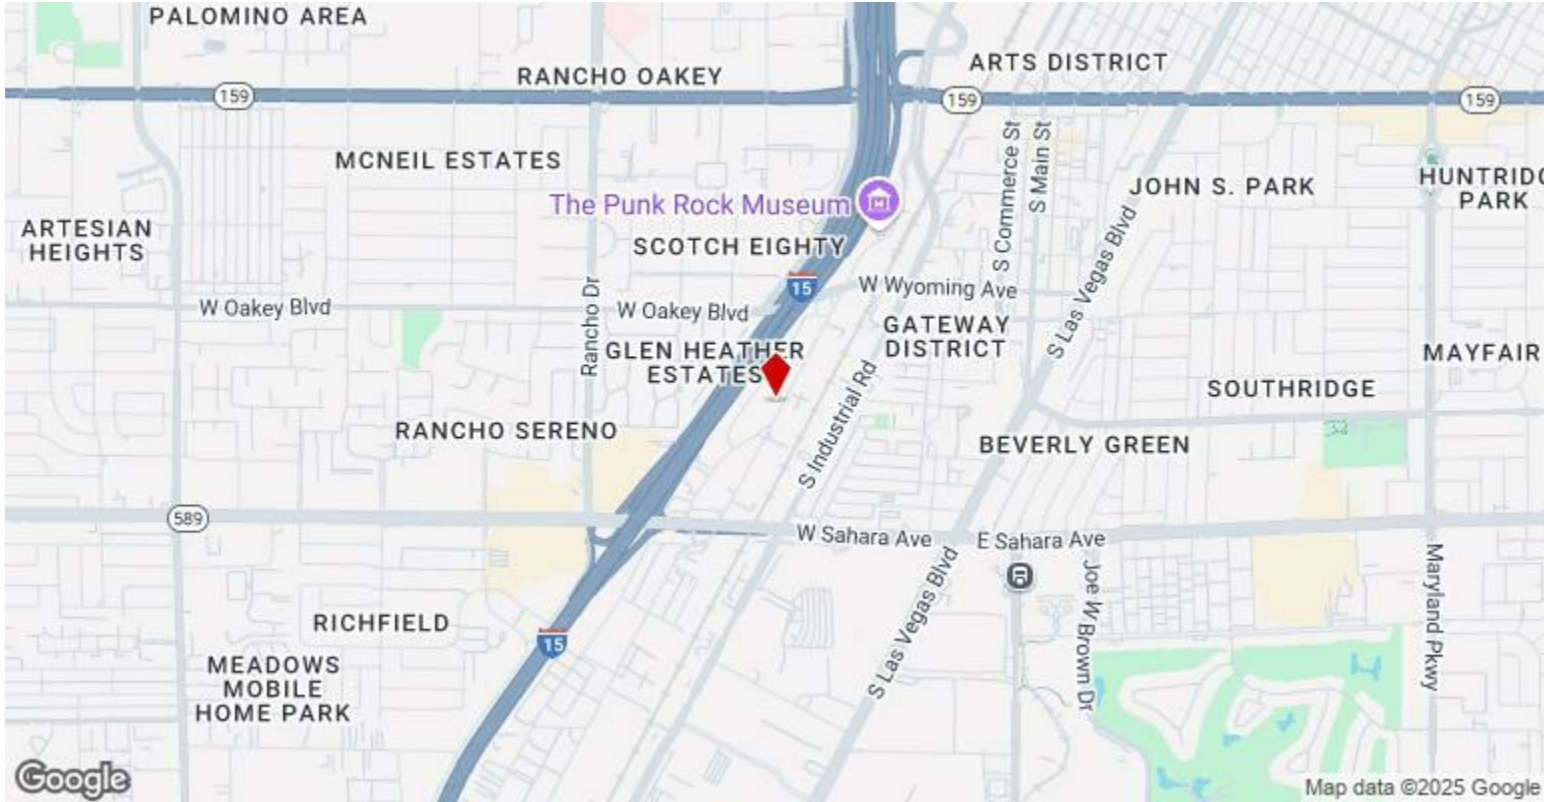 PALOMINO AREA
RANCHO OAKEY
ARTS DISTRICT
159
159
159
MCNEIL ESTATES
S Commerce St
S Main St
JOHN S. PARK
HUNTRIDG
PARK
The Punk Rock Museum
ARTESIAN
HEIGHTS
SCOTCH EIGHTY
S Las Vegas Blvd
15
W Wyoming Ave
W Oakey Blvd
Rancho Dr
W Oakey Blvd
GATEWAY
DISTRICT
GLEN HEATHER
ESTATES
MAYFAIR
S Industrial Rd
SOUTHRIDGE
RANCHO SERENO
BEVERLY GREEN
589
W Sahara Ave
E Sahara Ave
S Las Vegas Blvd
Joe W Brown Dr
Maryland Pkwy
RICHFIELD
15
MEADOWS
MOBILE
HOME PARK
Google
Map data ©2025 Google